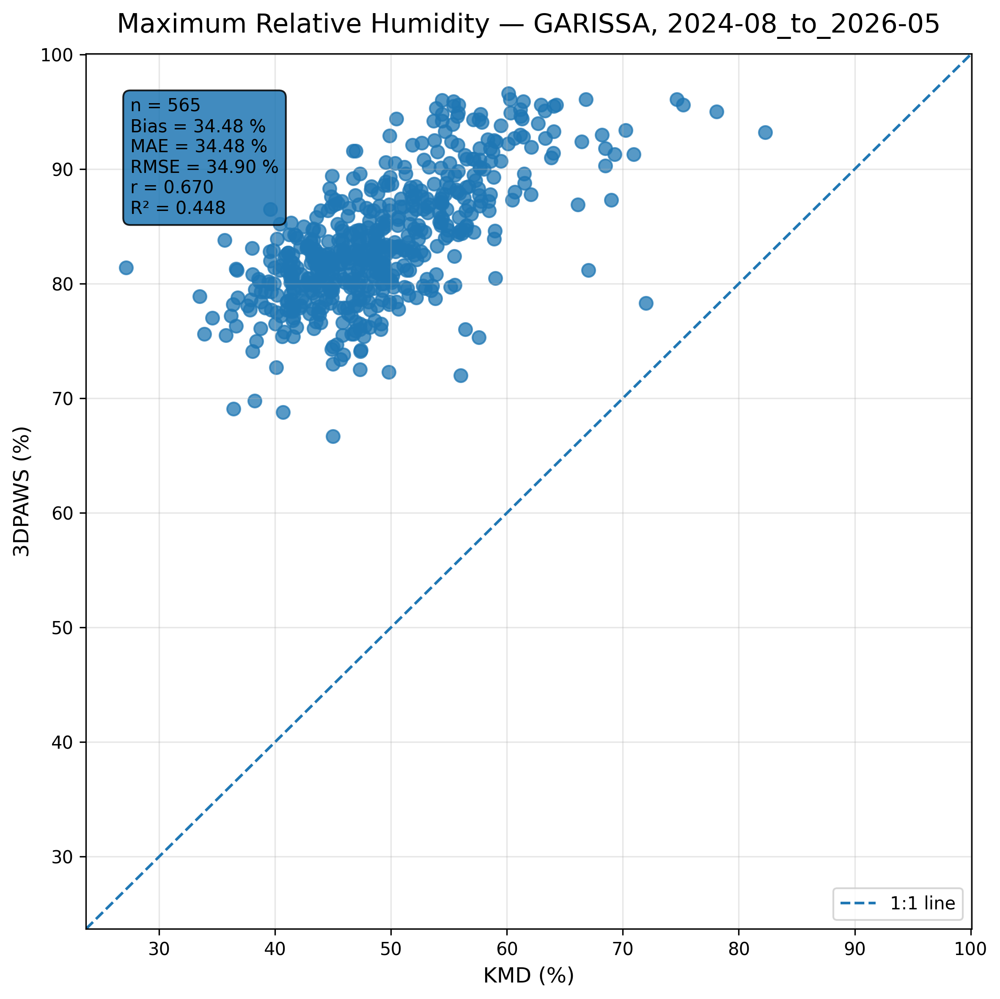 Maximum Relative Humidity — GARISSA, 2024-08_to_2026-05
100
90
80
70
60
50
40
30
3DPAWS (%)
n = 565
Bias = 34.48 %
MAE = 34.48 %
RMSE = 34.90 %
r = 0.670
R² = 0.448
1:1 line
30 40 50 60 70 80 90 100
KMD (%)